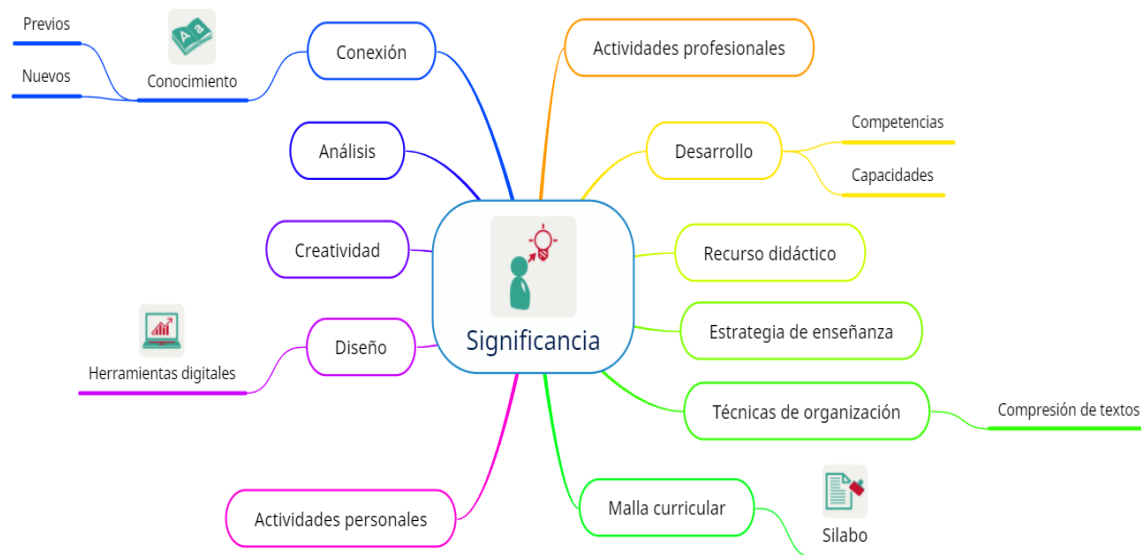 Previos
Nuevos
Conocimiento
Conexión
Análisis
Creatividad
Herramientas digitales
Diseño
Actividades personales
Significancia
Actividades profesionales
Desarrollo
Competencias
Capacidades
Recurso didáctico
Estrategia de enseñanza
Técnicas de organización
Compresión de textos
Malla curricular
Silabo